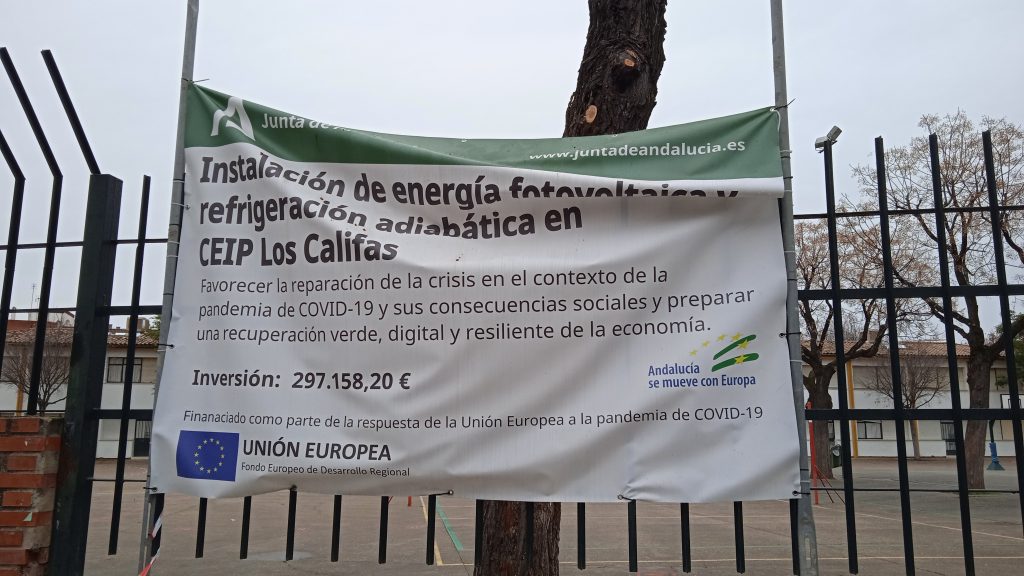 Junta de
www.juntadeandalucia.es
Instalación de energía fotovoltaica y
refrigeración adiabática en
CEIP Los Califas
Favorecer la reparación de la crisis en el contexto de la
pandemia de COVID-19 y sus consecuencias sociales y preparar
una recuperación verde, digital y resiliente de la economía.
Andalucía
se mueve con Europa
Inversión: 297.158,20 €
Finanaciado como parte de la respuesta de la Unión Europea a la pandemia de COVID-19
UNIÓN EUROPEA
Fondo Europeo de Desarrollo Regional